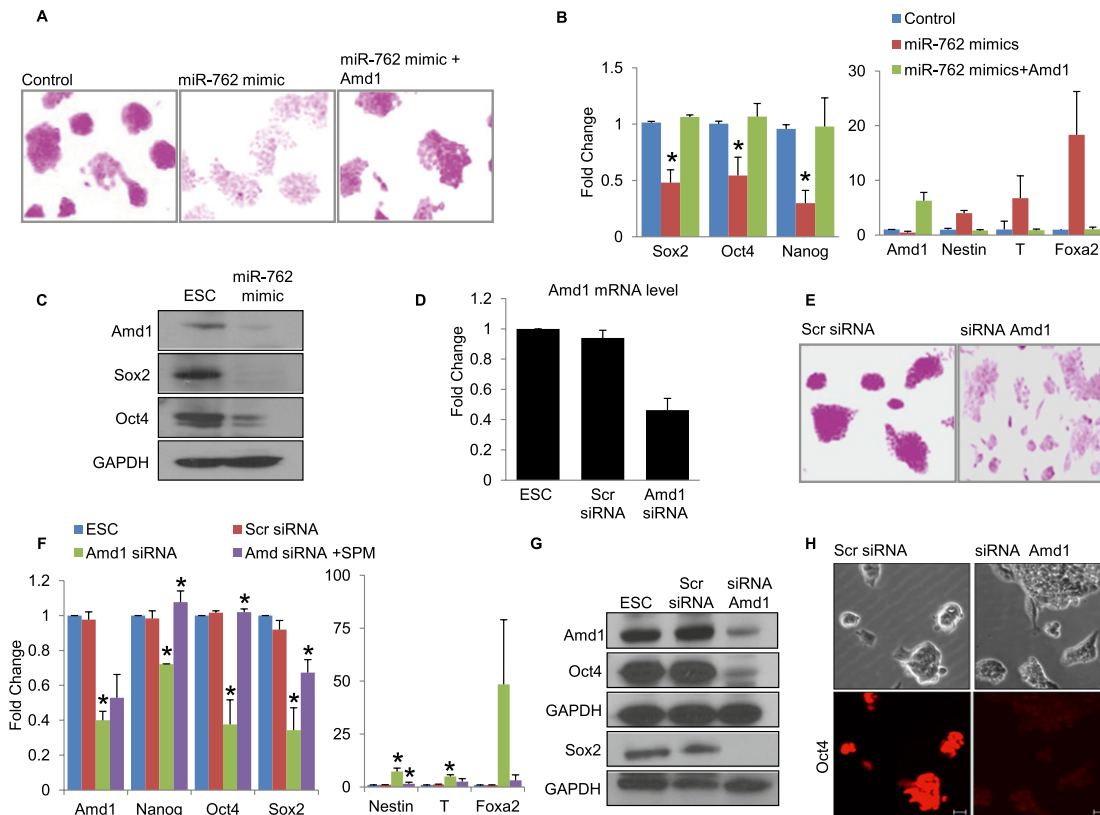 A
Control
miR-762 mimic
miR-762 mimic +
Amd1
B
Control
miR-762 mimics
miR-762 mimics+Amd1
Fold Change
1.5
1
0.5
0
Sox2 Oct4 Nanog
30
20
10
0
Amd1 Nestin T Foxa2
* * *
C
ESC
miR-762
mimic
Amd1
Sox2
Oct4
GAPDH
D
Amd1 mRNA level
Fold Change
1.2
1
0.8
0.6
0.4
0.2
0
ESC
Scr
siRNA
Amd1
siRNA
E
Scr siRNA
siRNA Amd1
F
ESC
Scr siRNA
Amd1 siRNA
Amd siRNA +SPM
Fold Change
1.2
1
0.8
0.6
0.4
0.2
0
Amd1 Nanog Oct4 Sox2
* * * * * * *
100
75
50
25
0
Nestin T Foxa2
* * *
G
ESC
Scr
siRNA
siRNA
Amd1
Amd1
Oct4
GAPDH
Sox2
GAPDH
H
Scr siRNA
siRNA Amd1
Oct4